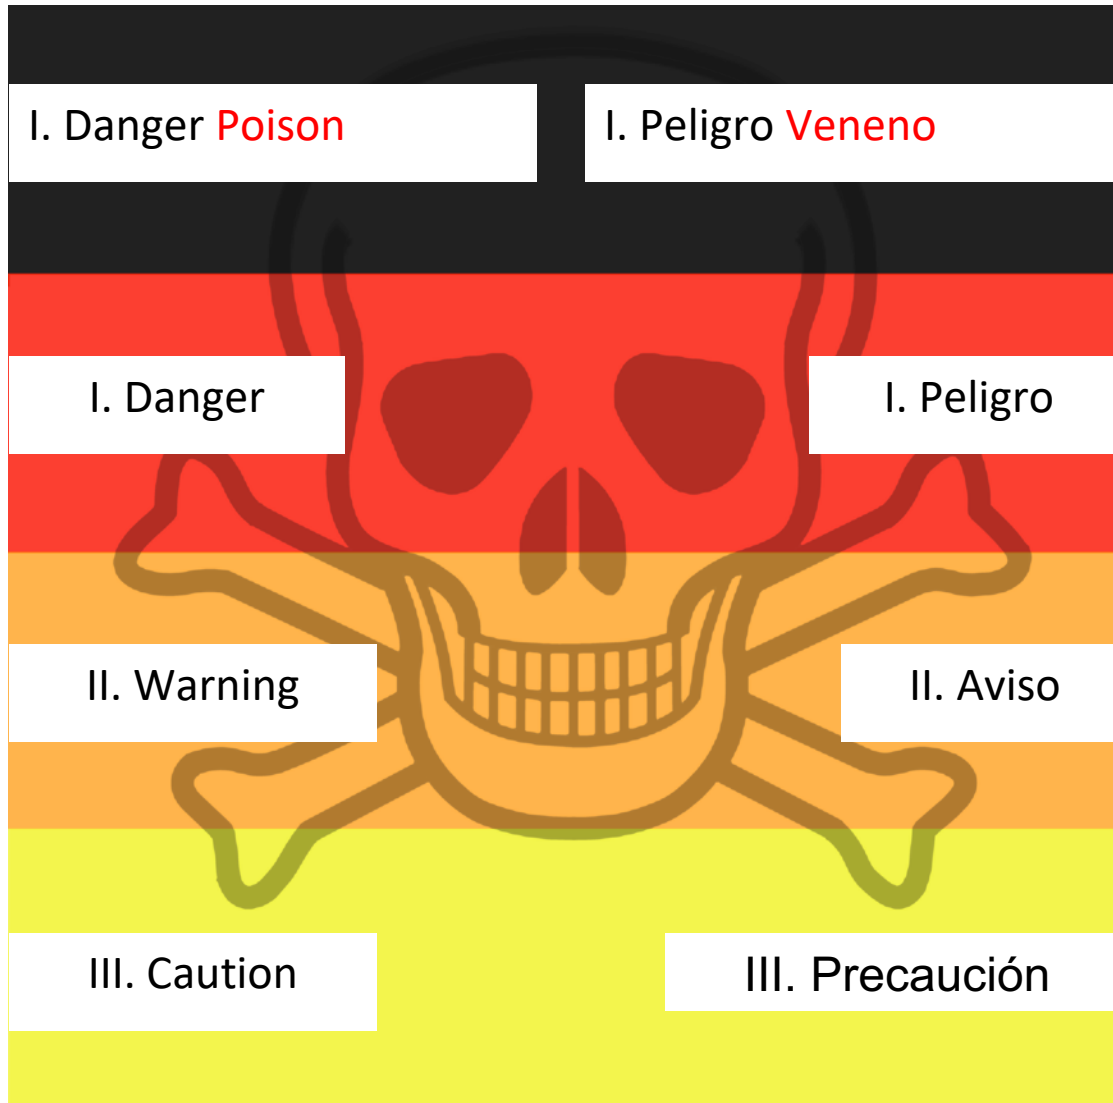 I. Danger Poison
I. Peligro Veneno
I. Danger
I. Peligro
II. Warning
II. Aviso
III. Caution
III. Precaución